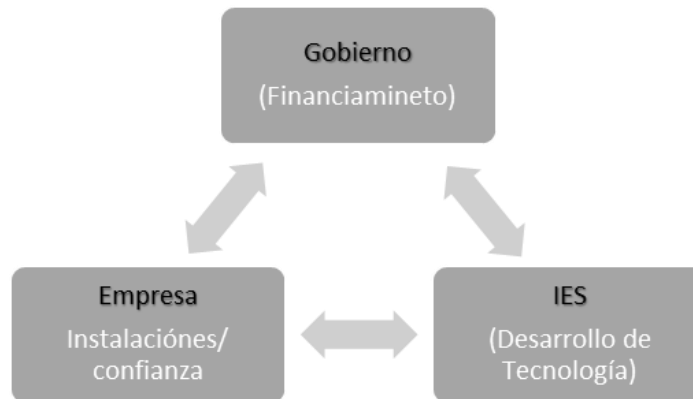 Gobierno
(Financiamineto)
Empresa
Instalaciónes/
confianza
IES
(Desarrollo de
Tecnología)